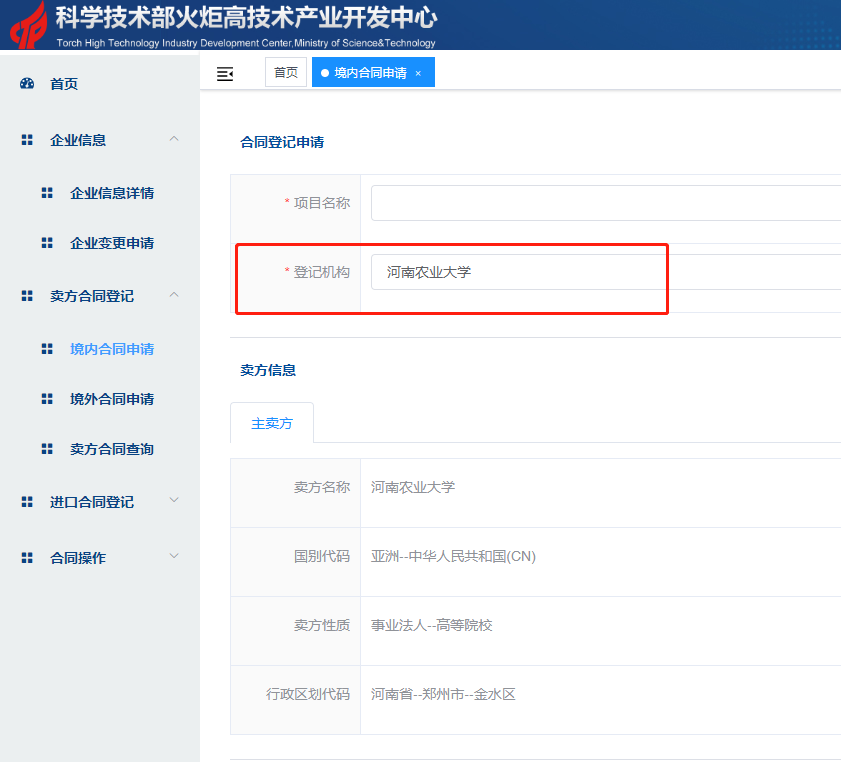 科学技术部火炬高技术产业开发中心
Torch High Technology Industry Development Center,Ministry of Science&Technology
首页
企业信息
企业信息详情
企业变更申请
卖方合同登记
境内合同申请
境外合同申请
卖方合同查询
进口合同登记
合同操作
首页 境内合同申请 ×
合同登记申请
* 项目名称
* 登记机构 河南农业大学
卖方信息
主卖方
卖方名称 河南农业大学
国别代码 亚洲--中华人民共和国(CN)
卖方性质 事业法人--高等院校
行政区划代码 河南省--郑州市--金水区